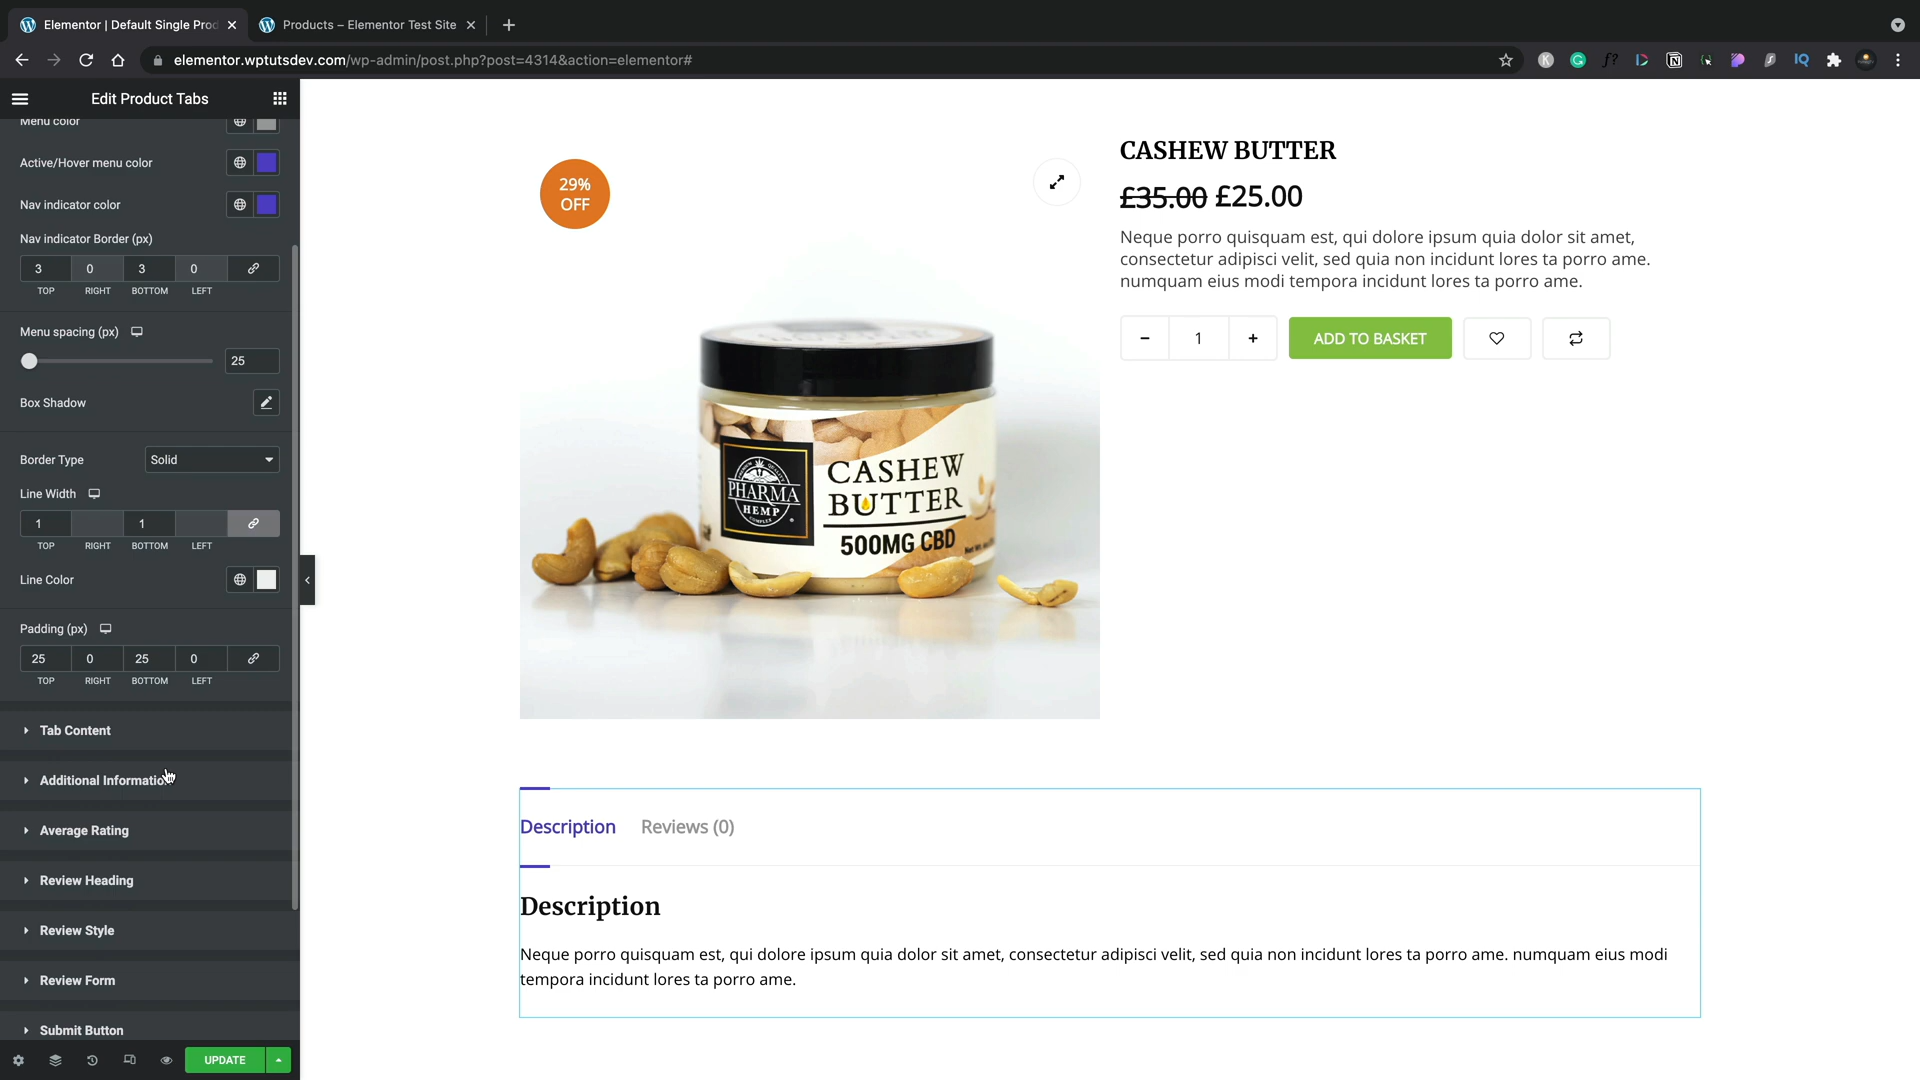 Elementor | Default Single Prod
Products – Elementor Test Site
elementor.wptutsdev.com/wp-admin/post.php?post=4314&action=elementor#
Edit Product Tabs
Menu color
Active/Hover menu color
Nav indicator color
Nav indicator Border (px)
3 0 3 0
TOP RIGHT BOTTOM LEFT
Menu spacing (px)
25
Box Shadow
Border Type Solid
Line Width
1 1
TOP RIGHT BOTTOM LEFT
Line Color
Padding (px)
25 0 25 0
TOP RIGHT BOTTOM LEFT
Tab Content
Additional Information
Average Rating
Review Heading
Review Style
Review Form
Submit Button
UPDATE
29%
OFF
CASHEW
BUTTER
500MG CBD
PHARMA
HEMP
COMPLEX
CASHEW BUTTER
£35.00 £25.00
Neque porro quisquam est, qui dolore ipsum quia dolor sit amet,
consectetur adipisci velit, sed quia non incidunt lores ta porro ame.
numquam eius modi tempora incidunt lores ta porro ame.
- 1 + ADD TO BASKET
Description Reviews (0)
Description
Neque porro quisquam est, qui dolore ipsum quia dolor sit amet, consectetur adipisci velit, sed quia non incidunt lores ta porro ame. numquam eius modi
tempora incidunt lores ta porro ame.